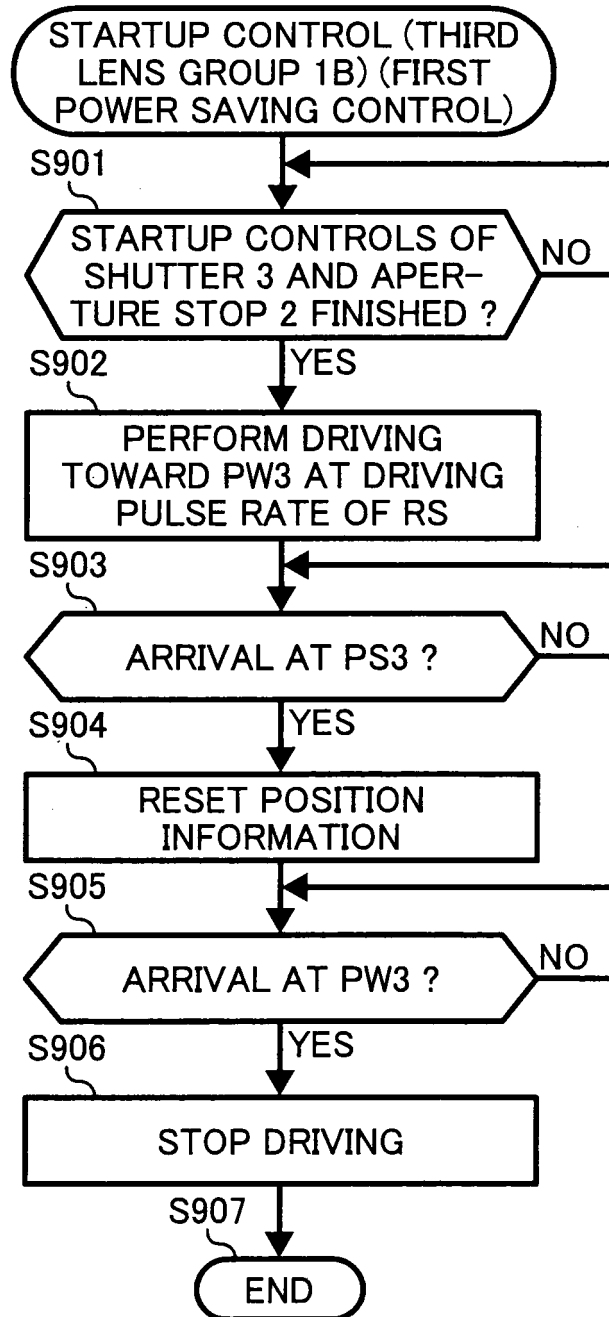 STARTUP CONTROL (THIRD
LENS GROUP 1B) (FIRST
POWER SAVING CONTROL)
S901
STARTUP CONTROLS OF
SHUTTER 3 AND APER-
TURE STOP 2 FINISHED ?
NO
YES
S902
PERFORM DRIVING
TOWARD PW3 AT DRIVING
PULSE RATE OF RS
S903
ARRIVAL AT PS3 ?
NO
YES
S904
RESET POSITION
INFORMATION
S905
ARRIVAL AT PW3 ?
NO
YES
S906
STOP DRIVING
S907
END